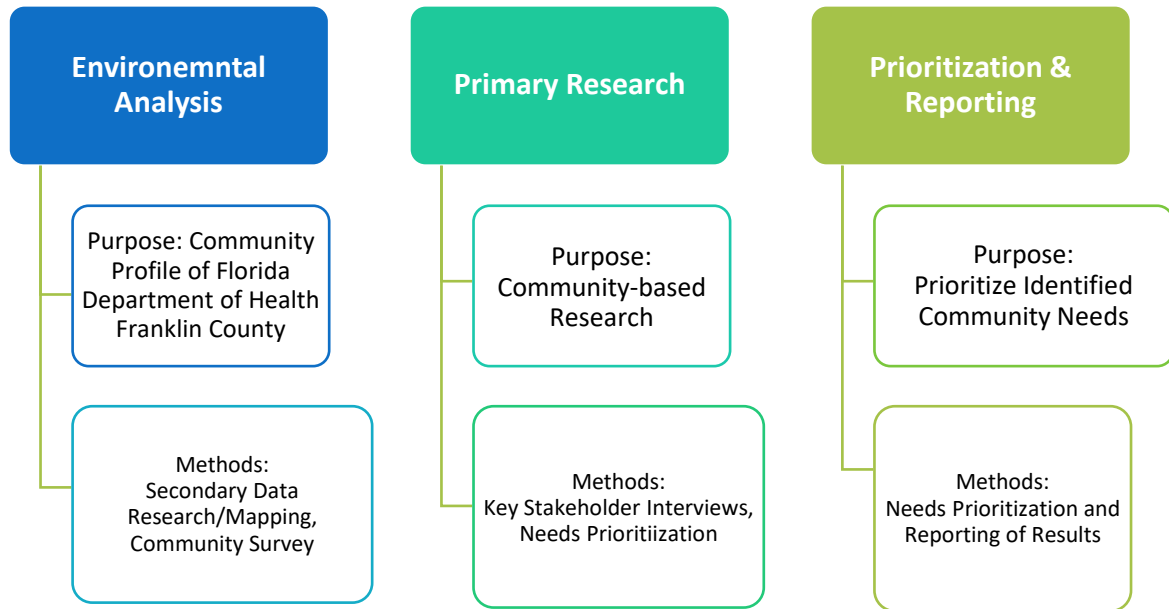 Environemntal
Analysis
Purpose: Community
Profile of Florida
Department of Health
Franklin County
Methods:
Secondary Data
Research/Mapping,
Community Survey
Primary Research
Purpose:
Community-based
Research
Methods:
Key Stakeholder Interviews,
Needs Prioritiization
Prioritization &
Reporting
Purpose:
Prioritize Identified
Community Needs
Methods:
Needs Prioritization and
Reporting of Results